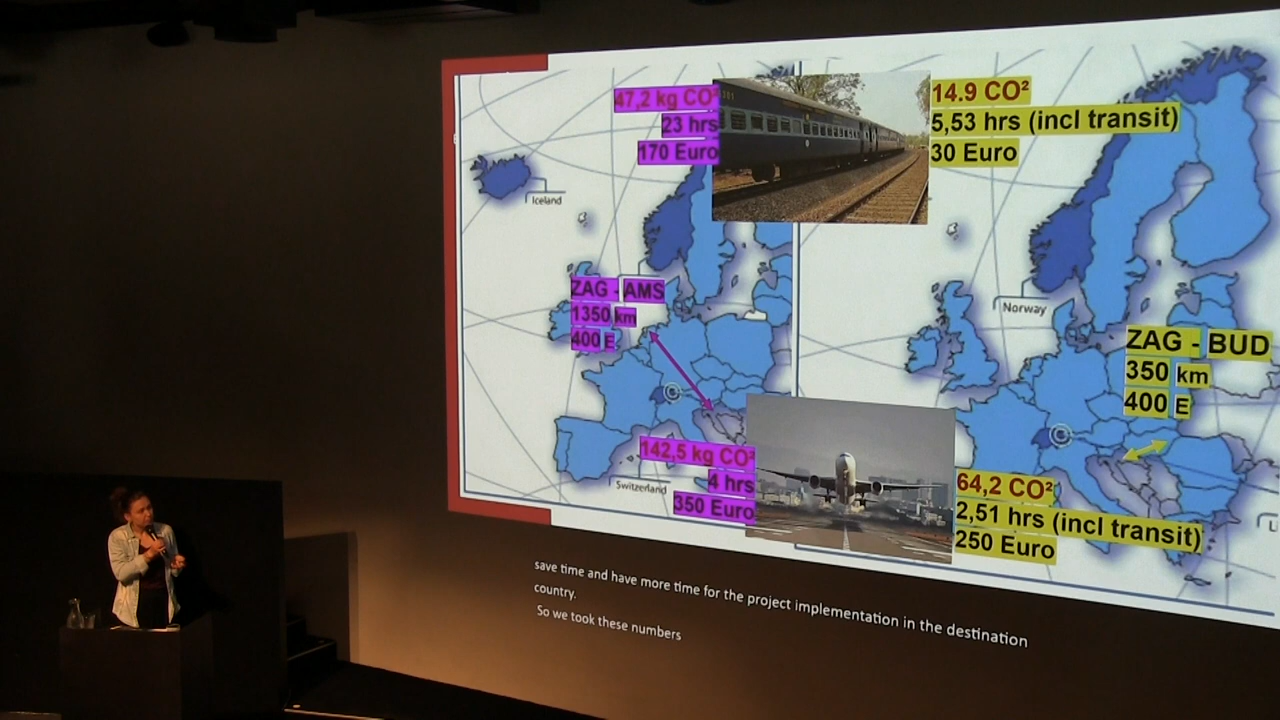 47,2 kg CO²
23 hrs
170 Euro
14.9 CO²
5,53 hrs (incl transit)
30 Euro
Iceland
ZAG - AMS
1350 km
400 E
Norway
ZAG - BUD
350 km
400 E
142,5 kg CO²
4 hrs
350 Euro
Switzerland
64,2 CO²
2,51 hrs (incl transit)
250 Euro
save time and have more time for the project implementation in the destination
country.
So we took these numbers